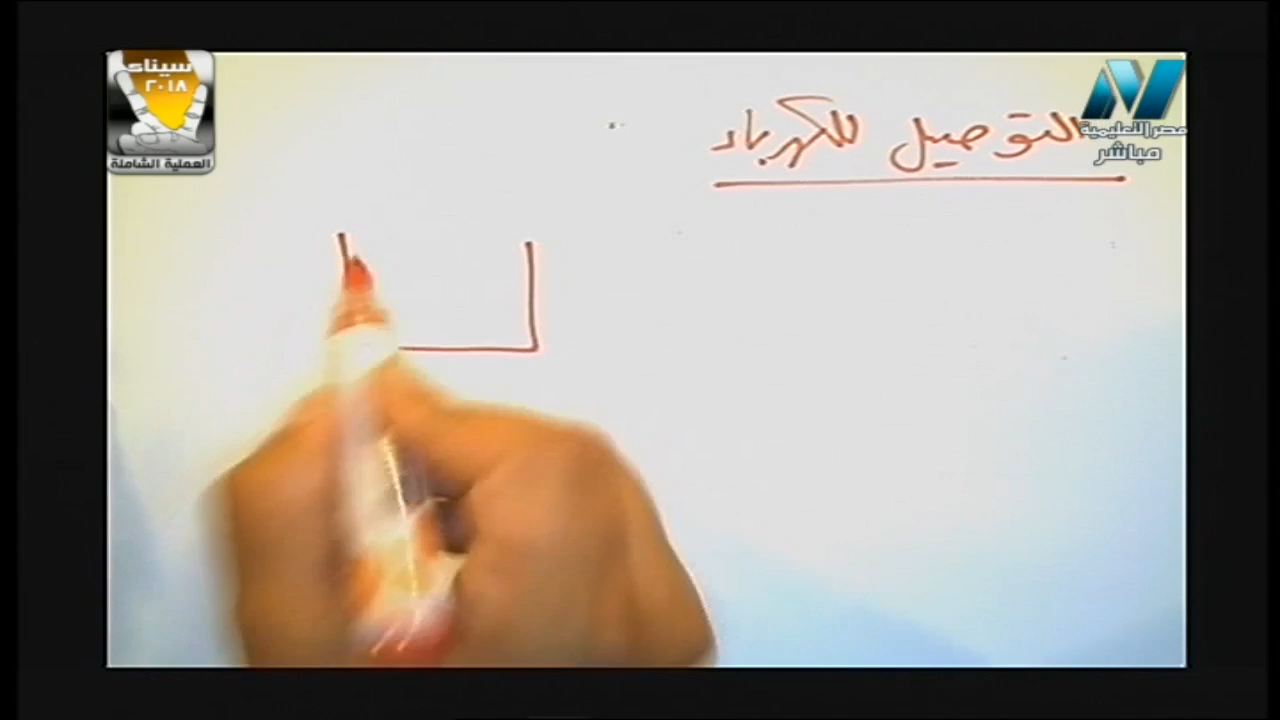 سيناء
٢٠١٨
العملية الشاملة
مصر التعليمية
مباشر
التوصيل للكهرباء